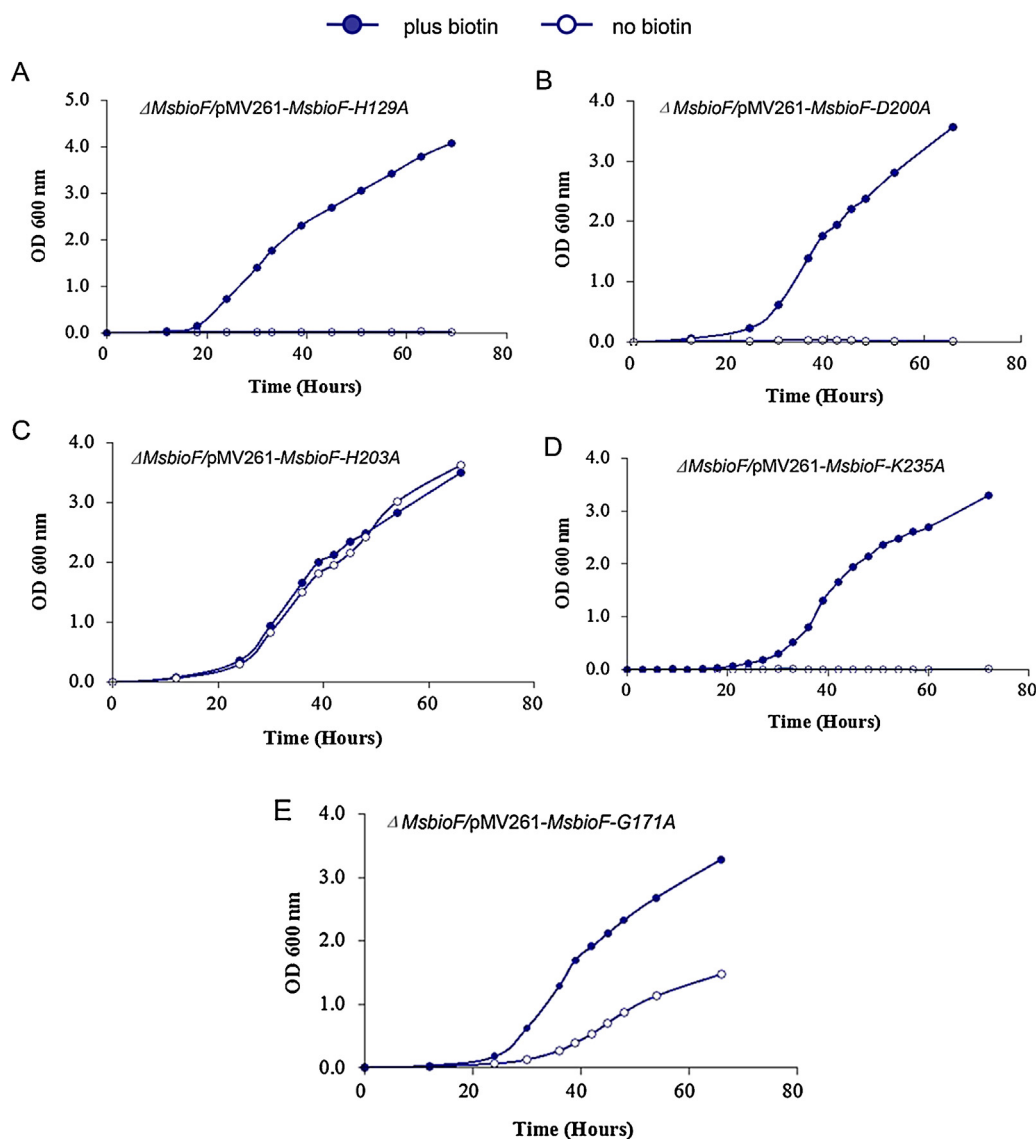 plus biotin no biotin
A
ΔMsbioF/pMV261-MsbioF-H129A
5.0
4.0
3.0
2.0
1.0
0.0
OD 600 nm
0 20 40 60 80
Time (Hours)
B
ΔMsbioF/pMV261-MsbioF-D200A
4.0
3.0
2.0
1.0
0.0
OD 600 nm
0 20 40 60 80
Time (Hours)
C
ΔMsbioF/pMV261-MsbioF-H203A
4.0
3.0
2.0
1.0
0.0
OD 600 nm
0 20 40 60 80
Time (Hours)
D
ΔMsbioF/pMV261-MsbioF-K235A
4.0
3.0
2.0
1.0
0.0
OD 600 nm
0 20 40 60 80
Time (Hours)
E
Δ MsbioF/pMV261-MsbioF-G171A
4.0
3.0
2.0
1.0
0.0
OD 600 nm
0 20 40 60 80
Time (Hours)